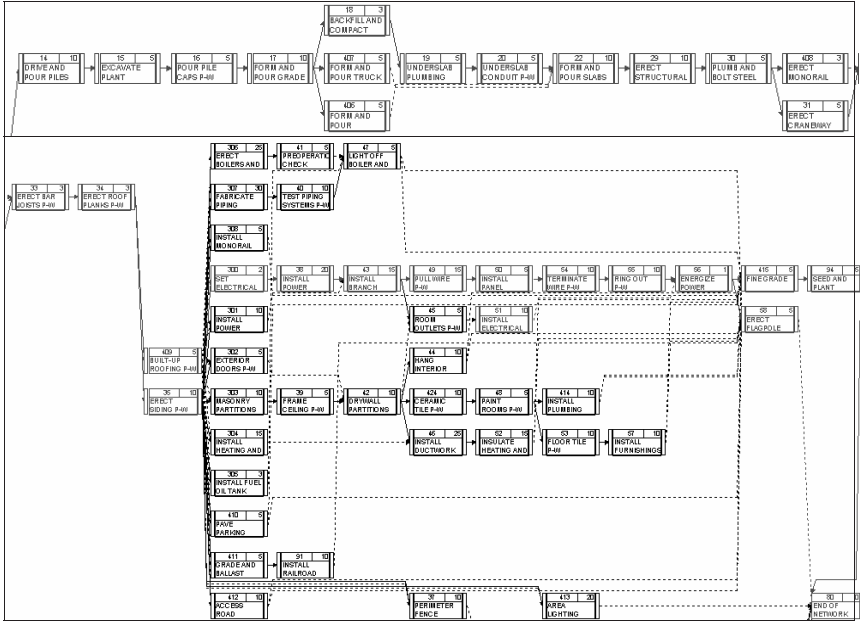 18 3
BACKFILL AND
COMPACT
14 10
DRIVE AND
POUR PILES
15 5
EXCAVATE
PLANT
16 5
POUR PILE
CAPS P-W
17 10
FORM AND
POUR GRADE
407 5
FORM AND
POUR TRUCK
19 5
UNDERSLAB
PLUMBING
20 5
UNDERSLAB
CONDUIT P-W
22 10
FORM AND
POUR SLABS
29 10
ERECT
STRUCTURAL
30 5
PLUMB AND
BOLT STEEL
408 3
ERECT
MONORAIL
406 5
FORM AND
POUR
31 5
ERECT
CRANEWAY
306 25
ERECT
BOILERS AND
41 5
PREOPERATIC
CHECK
47 5
LIGHT OFF
BOILER AND
33 3
ERECT BAR
JOISTS P-W
34 3
ERECT ROOF
PLANKS P-W
307 30
FABRICATE
PIPING
40 10
TEST PIPING
SYSTEMS P-W
308 5
INSTALL
MONORAIL
300 2
SET
ELECTRICAL
38 20
INSTALL
POWER
43 15
INSTALL
BRANCH
49 15
PULL WIRE
P-W
50 5
INSTALL
PANEL
54 10
TERMINATE
WIRE P-W
55 10
RING OUT
P-W
56 1
ENERGIZE
POWER
415 5
FINE GRADE
94 5
SEED AND
PLANT
301 10
INSTALL
POWER
45 5
ROOM
OUTLETS P-W
51 10
INSTALL
ELECTRICAL
58 5
ERECT
FLAGPOLE
409 5
BUILT-UP
ROOFING P-W
302 5
EXTERIOR
DOORS P-W
44 10
HANG
INTERIOR
35 10
ERECT
SIDING P-W
303 10
MASONRY
PARTITIONS
39 5
FRAME
CEILING P-W
42 10
DRYWALL
PARTITIONS
424 10
CERAMIC
TILE P-W
48 5
PAINT
ROOMS P-W
414 10
INSTALL
PLUMBING
304 15
INSTALL
HEATING AND
46 25
INSTALL
DUCTWORK
52 15
INSULATE
HEATING AND
53 10
FLOOR TILE
P-W
57 10
INSTALL
FURNISHINGS
305 3
INSTALL FUEL
OIL TANK
410 5
PAVE
PARKING
411 5
GRADE AND
BALLAST
91 10
INSTALL
RAILROAD
412 10
ACCESS
ROAD
37 10
PERIMETER
FENCE
413 20
AREA
LIGHTING
80 0
END OF
NETWORK